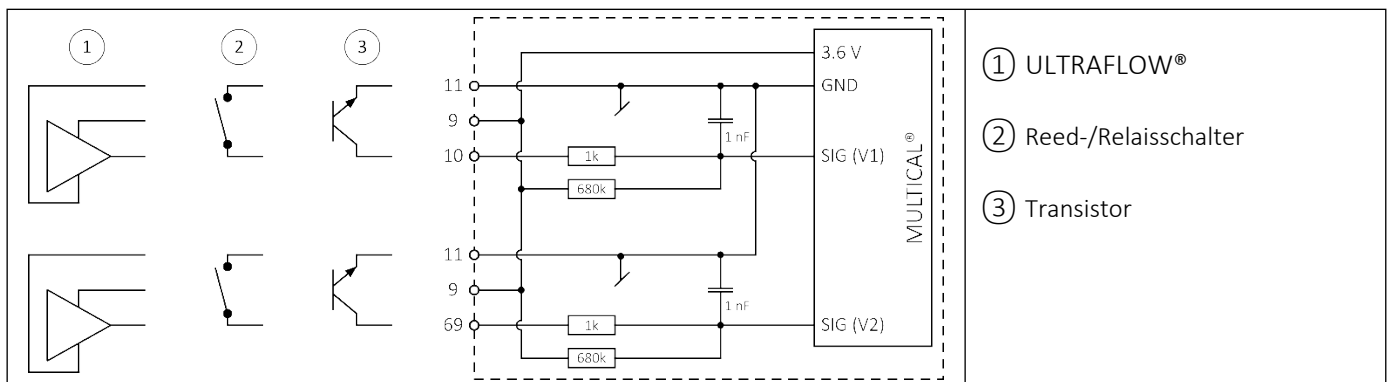 1 2 3
3.6 V
11 GND
9
1 nF
10 1k SIG (V1)
680k
MULTICAL®
11
9
1 nF
69 1k SIG (V2)
680k
1 ULTRAFLOW®
2 Reed-/Relaisschalter
3 Transistor